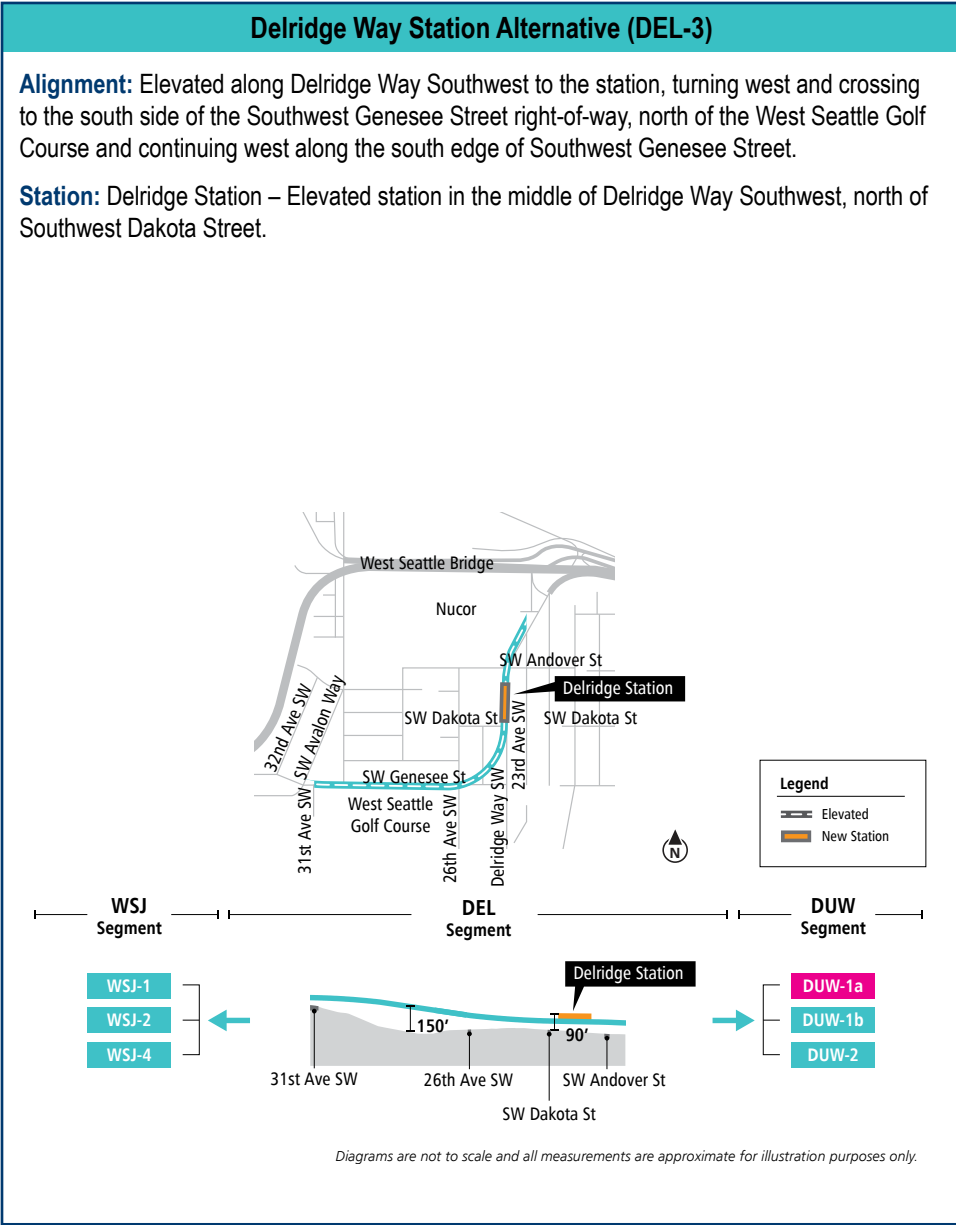 Delridge Way Station Alternative (DEL-3)
Alignment: Elevated along Delridge Way Southwest to the station, turning west and crossing
to the south side of the Southwest Genesee Street right-of-way, north of the West Seattle Golf
Course and continuing west along the south edge of Southwest Genesee Street.
Station: Delridge Station – Elevated station in the middle of Delridge Way Southwest, north of
Southwest Dakota Street.
West Seattle Bridge
Nucor
SW Andover St
Delridge Station
32nd Ave SW
SW Avalon Way
SW Dakota St
23rd Ave SW
SW Dakota St
SW Genesee St
West Seattle
Golf Course
31st Ave SW
26th Ave SW
Delridge Way SW
N
Legend
Elevated
New Station
WSJ
Segment
DEL
Segment
DUW
Segment
WSJ-1
WSJ-2
WSJ-4
Delridge Station
150'
90'
31st Ave SW
26th Ave SW
SW Andover St
SW Dakota St
DUW-1a
DUW-1b
DUW-2
Diagrams are not to scale and all measurements are approximate for illustration purposes only.